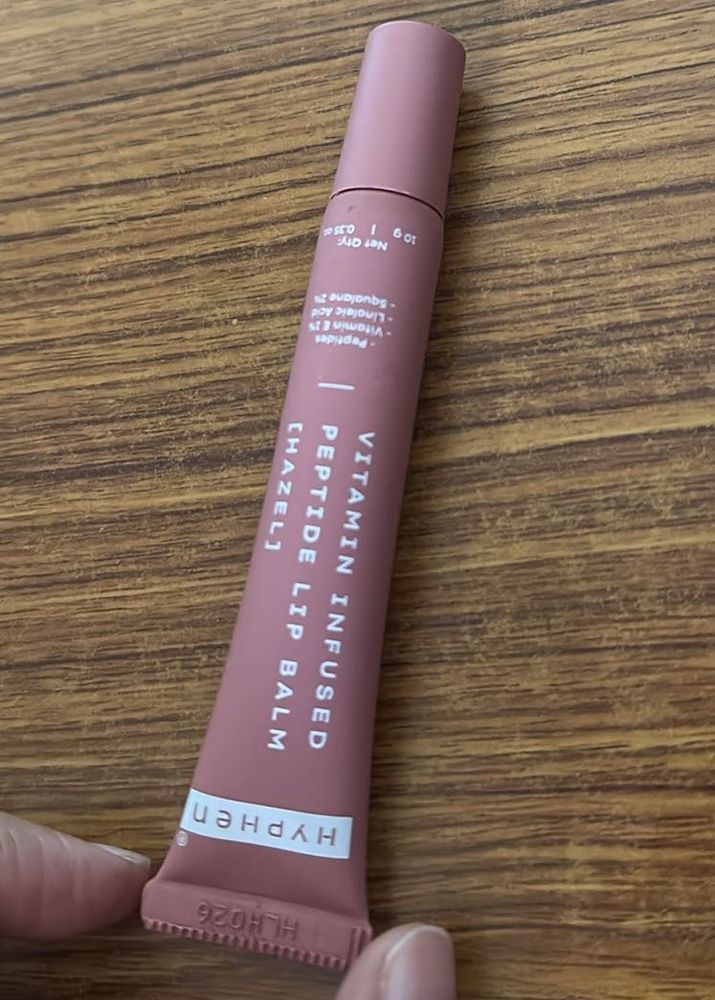 HLH026
HYPHEN®
VITAMIN INFUSED
PEPTIDE LIP BALM
[HAZEL]
- Peptides
- Vitamin E 1%
- Linoleic Acid
- Squalane 2%
Net Qty:
10 g | 0.35 oz.